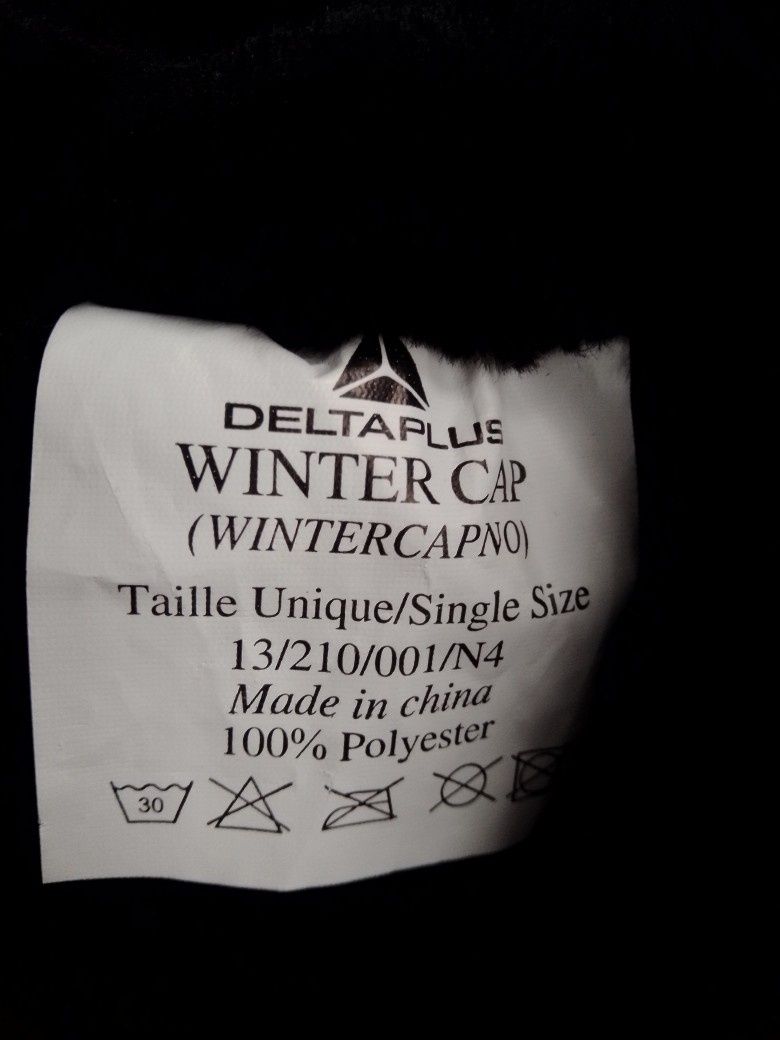 DELTAPLUS
WINTER CAP
(WINTERCAPNO)
Taille Unique/Single Size
13/210/001/N4
Made in china
100% Polyester
30